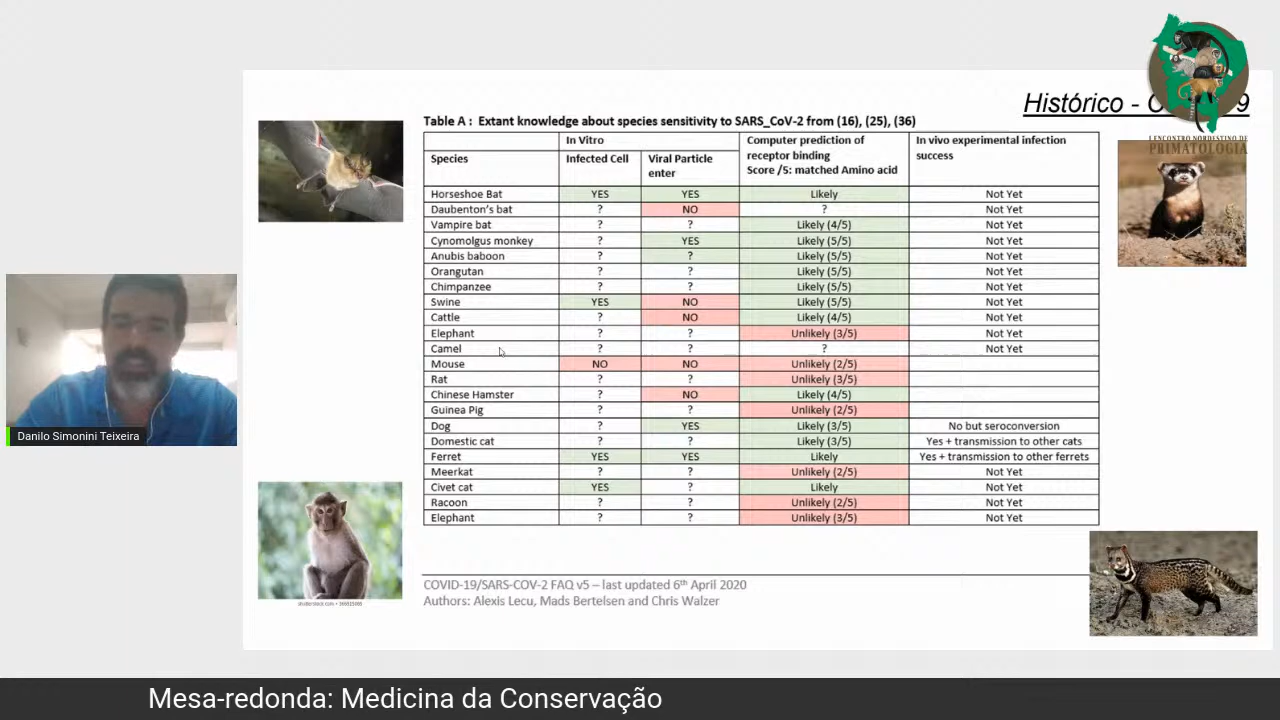 Histórico - C 9
I ENCONTRO NORDESTINO DE
PRIMATOLOGIA
Table A : Extant knowledge about species sensitivity to SARS_CoV-2 from (16), (25), (36)
Species In Vitro Computer prediction of receptor binding Score /5: matched Amino acid In vivo experimental infection success
Infected Cell Viral Particle enter
Horseshoe Bat YES YES Likely Not Yet
Daubenton's bat ? NO ? Not Yet
Vampire bat ? ? Likely (4/5) Not Yet
Cynomolgus monkey ? YES Likely (5/5) Not Yet
Anubis baboon ? ? Likely (5/5) Not Yet
Orangutan ? ? Likely (5/5) Not Yet
Chimpanzee ? ? Likely (5/5) Not Yet
Swine YES NO Likely (5/5) Not Yet
Cattle ? NO Likely (4/5) Not Yet
Elephant ? ? Unlikely (3/5) Not Yet
Camel ? ? ? Not Yet
Mouse NO NO Unlikely (2/5)
Rat ? ? Unlikely (3/5)
Chinese Hamster ? NO Likely (4/5)
Guinea Pig ? ? Unlikely (2/5)
Dog ? YES Likely (3/5) No but seroconversion
Domestic cat ? ? Likely (3/5) Yes + transmission to other cats
Ferret YES YES Likely Yes + transmission to other ferrets
Meerkat ? ? Unlikely (2/5) Not Yet
Civet cat YES ? Likely Not Yet
Racoon ? ? Unlikely (2/5) Not Yet
Elephant ? ? Unlikely (3/5) Not Yet
COVID-19/SARS-COV-2 FAQ v5 – last updated 6th April 2020
Authors: Alexis Lecu, Mads Bertelsen and Chris Walzer
Danilo Simonini Teixeira
Mesa-redonda: Medicina da Conservação